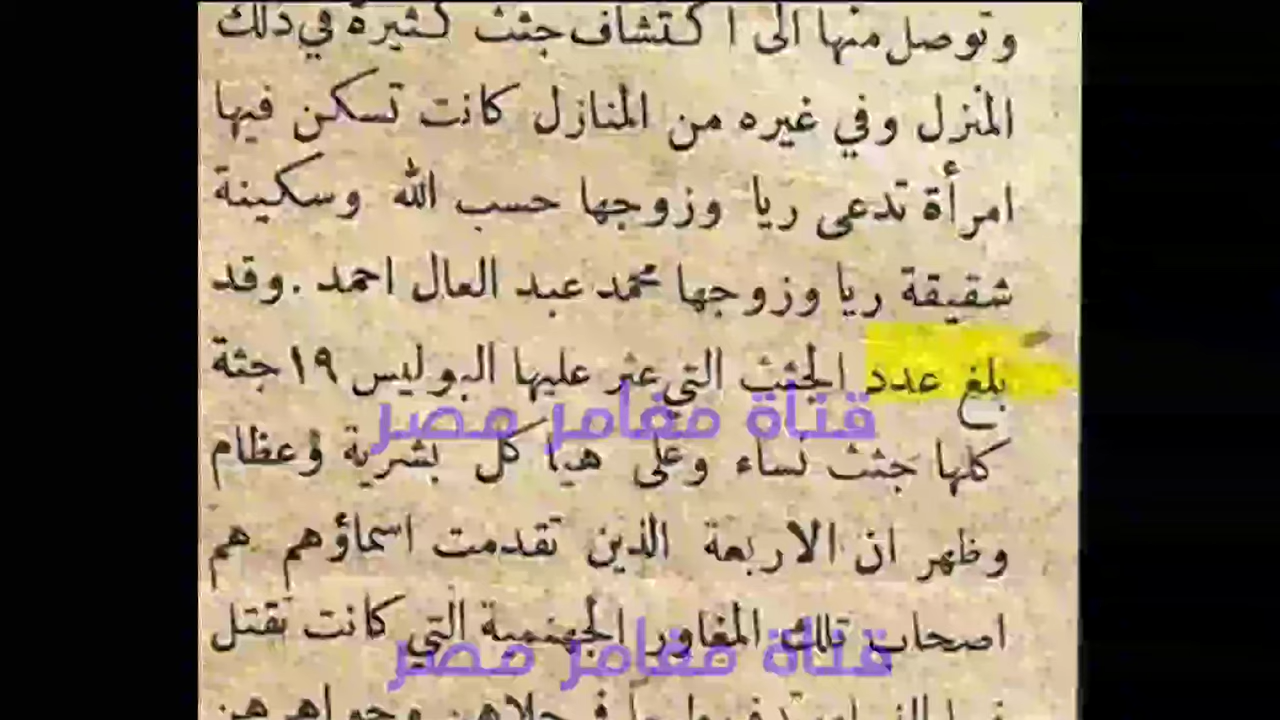 وتوصل منها الى اكتشاف جثث كثيرة في ذلك
المنزل وفي غيره من المنازل كانت تسكن فيها
امرأة تدعى ريا وزوجها حسب الله وسكينة
شقيقة ريا وزوجها محمد عبد العال احمد . وقد
بلغ عدد الجثث التي عثر عليها البوليس ١٩ جثة
قناة مغامر مصر
كلها جثث نساء وعلى هيا كل بشرية وعظام
وظهر ان الاربعة الذين تقدمت اسماؤهم هم
اصحاب تلك المغاور الجهنمية التي كانت تقتل
قناة مغامر مصر